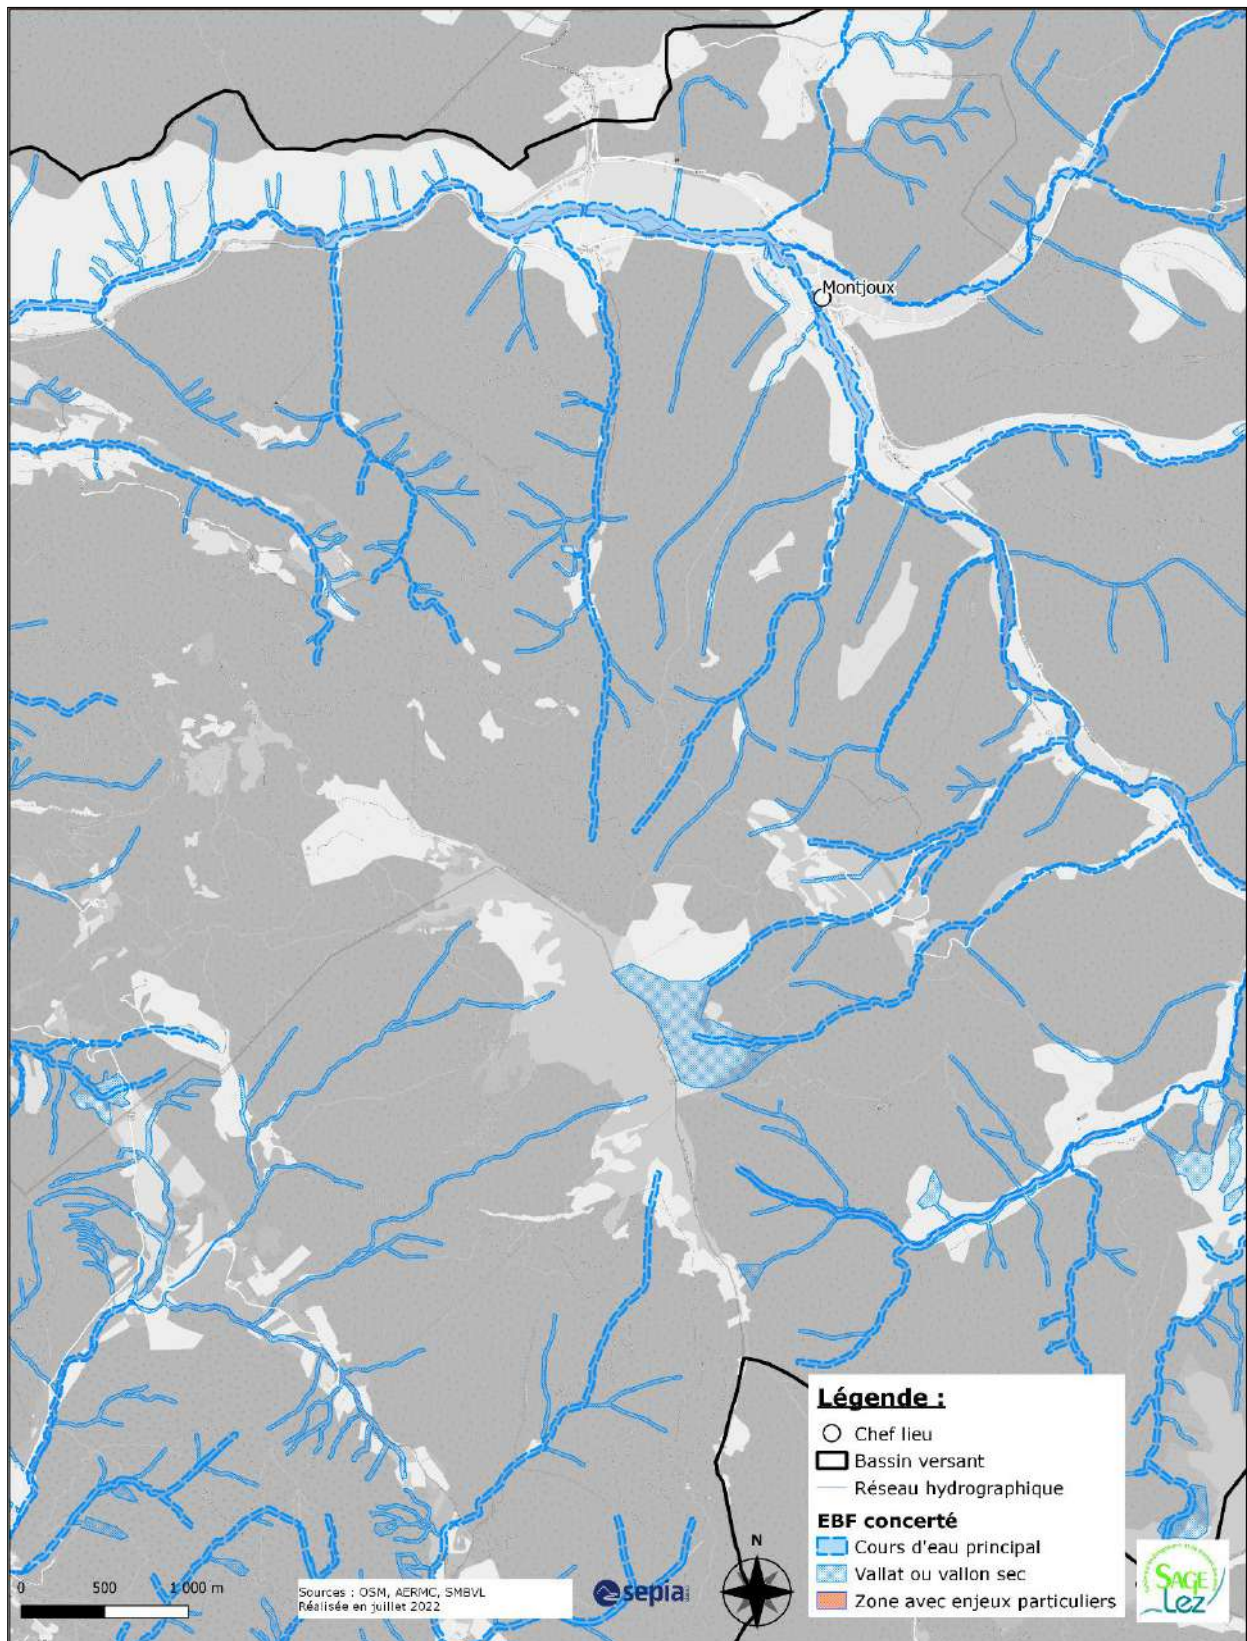 Montjoux
Légende :
Chef lieu
Bassin versant
Réseau hydrographique
EBF concerté
Cours d'eau principal
Vallat ou vallon sec
Zone avec enjeux particuliers
N
0 500 1 000 m
Sources : OSM, AERMC, SMBVL
Réalisée en juillet 2022
sepia
SAGE
Lez